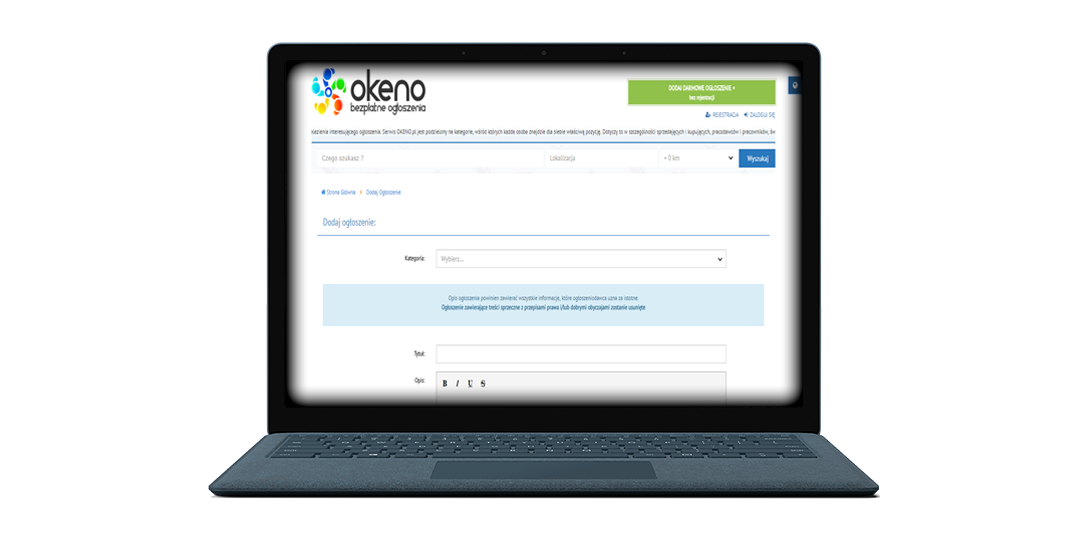 okeno
bezpłatne ogłoszenia
DODAJ DARMOWE OGŁOSZENIE +
bez rejestracji
REJESTRACJA ZALOGUJ SIĘ
interesującego ogłoszenia. Serwis OKENO.pl jest podzielony na kategorie, wśród których każda osoba znajdzie dla siebie właściwą pozycję. Dotyczy to w szczególności sprzedających i kupujących, pracodawców i pracowników,
Czego szukasz ? Lokalizacja + 0 km Wyszukaj
Strona Główna > Dodaj Ogłoszenie
Dodaj ogłoszenie:
Kategoria: Wybierz...
Opis ogłoszenia powinien zawierać wszystkie informacje, które ogłoszeniodawca uzna za istotne.
Ogłoszenie zawierające treści sprzeczne z przepisami prawa i/lub dobrymi obyczajami zostanie usunięte
Tytuł:
Opis: B I U S